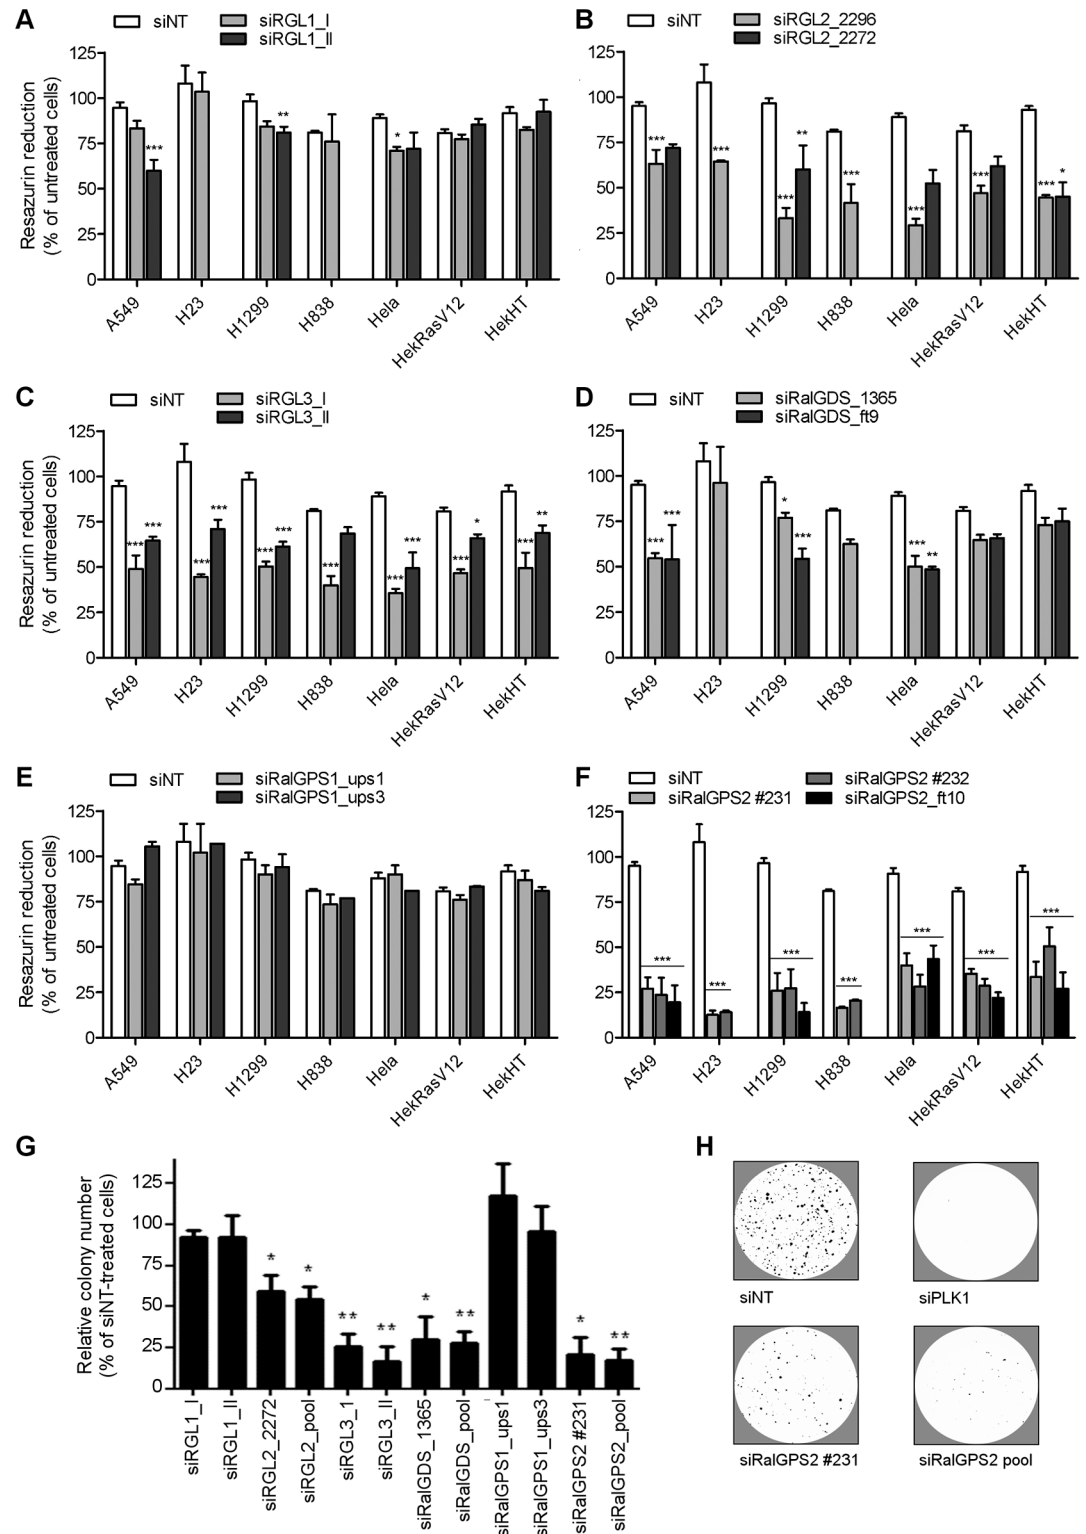 A
siNT
siRGL1_I
siRGL1_II
Resazurin reduction
(% of untreated cells)
125
100
75
50
25
0
***
**
*
A549
H23
H1299
H838
Hela
HekRasV12
HekHT
B
siNT
siRGL2_2296
siRGL2_2272
125
100
75
50
25
0
***
***
***
**
***
***
***
***
*
A549
H23
H1299
H838
Hela
HekRasV12
HekHT
C
siNT
siRGL3_I
siRGL3_II
Resazurin reduction
(% of untreated cells)
125
100
75
50
25
0
***
***
***
***
***
***
***
***
***
***
*
***
**
A549
H23
H1299
H838
Hela
HekRasV12
HekHT
D
siNT
siRalGDS_1365
siRalGDS_ft9
125
100
75
50
25
0
***
***
*
***
***
**
A549
H23
H1299
H838
Hela
HekRasV12
HekHT
E
siNT
siRalGPS1_ups1
siRalGPS1_ups3
Resazurin reduction
(% of untreated cells)
125
100
75
50
25
0
A549
H23
H1299
H838
Hela
HekRasV12
HekHT
F
siNT
siRalGPS2 #231
siRalGPS2 #232
siRalGPS2_ft10
125
100
75
50
25
0
***
***
***
***
***
***
***
A549
H23
H1299
H838
Hela
HekRasV12
HekHT
G
Relative colony number
(% of siNT-treated cells)
125
100
75
50
25
0
*
*
**
**
*
**
*
**
siRGL1_I
siRGL1_II
siRGL2_2272
siRGL2_pool
siRGL3_1
siRGL3_II
siRalGDS_1365
siRalGDS_pool
siRalGPS1_ups1
siRalGPS1_ups3
siRalGPS2 #231
siRalGPS2_pool
H
siNT
siPLK1
siRalGPS2 #231
siRalGPS2 pool